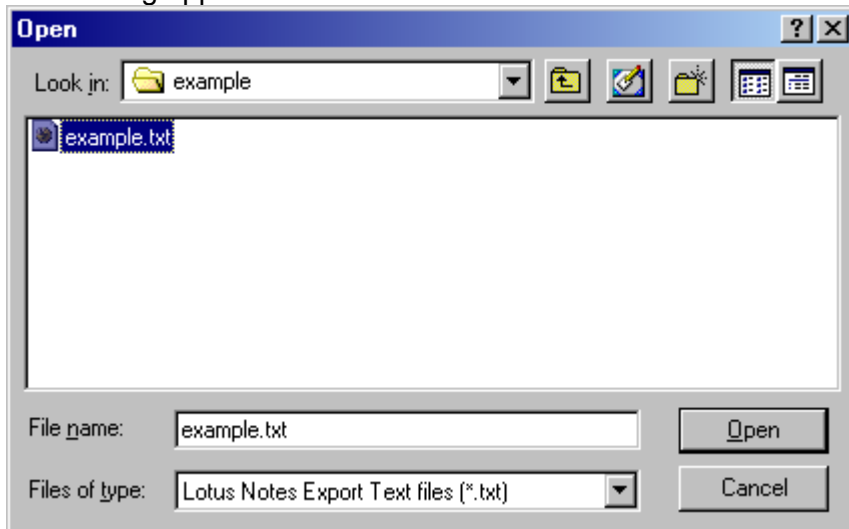 Open
Look in: example
example.txt
File name: example.txt Open
Files of type: Lotus Notes Export Text files (*.txt) Cancel